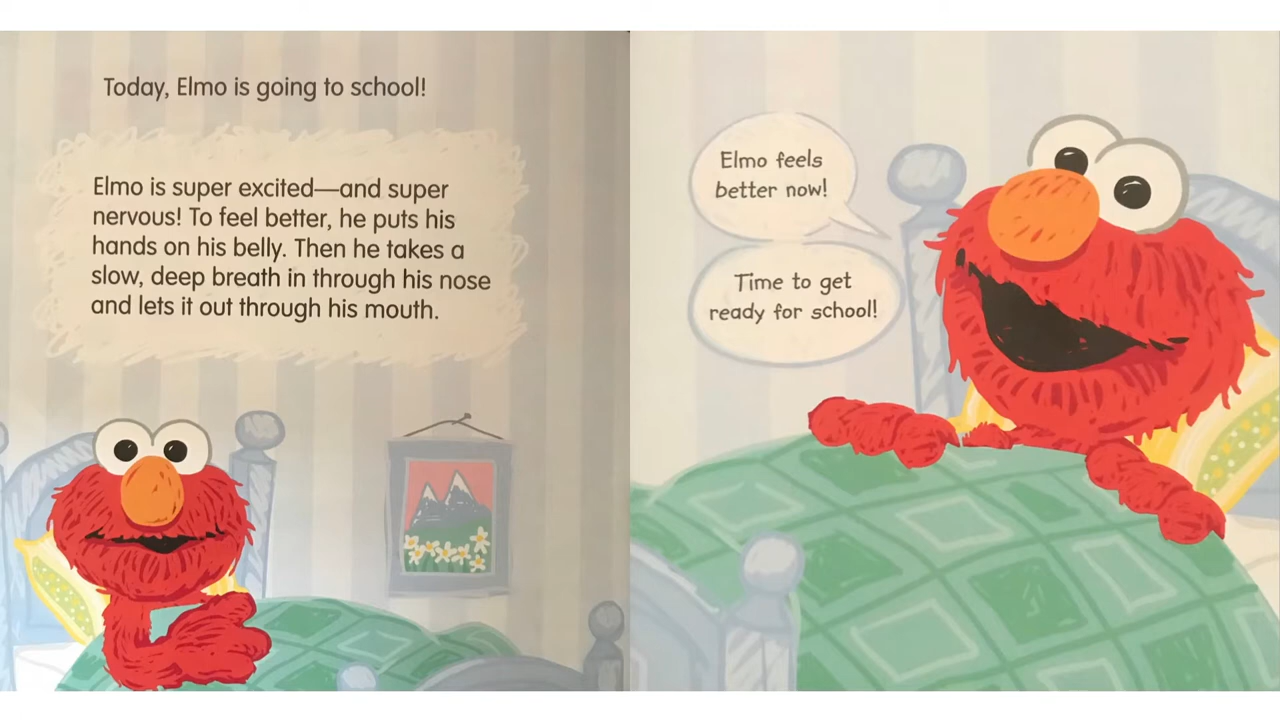 Today, Elmo is going to school!
Elmo is super excited—and super
nervous! To feel better, he puts his
hands on his belly. Then he takes a
slow, deep breath in through his nose
and lets it out through his mouth.
Elmo feels
better now!
Time to get
ready for school!